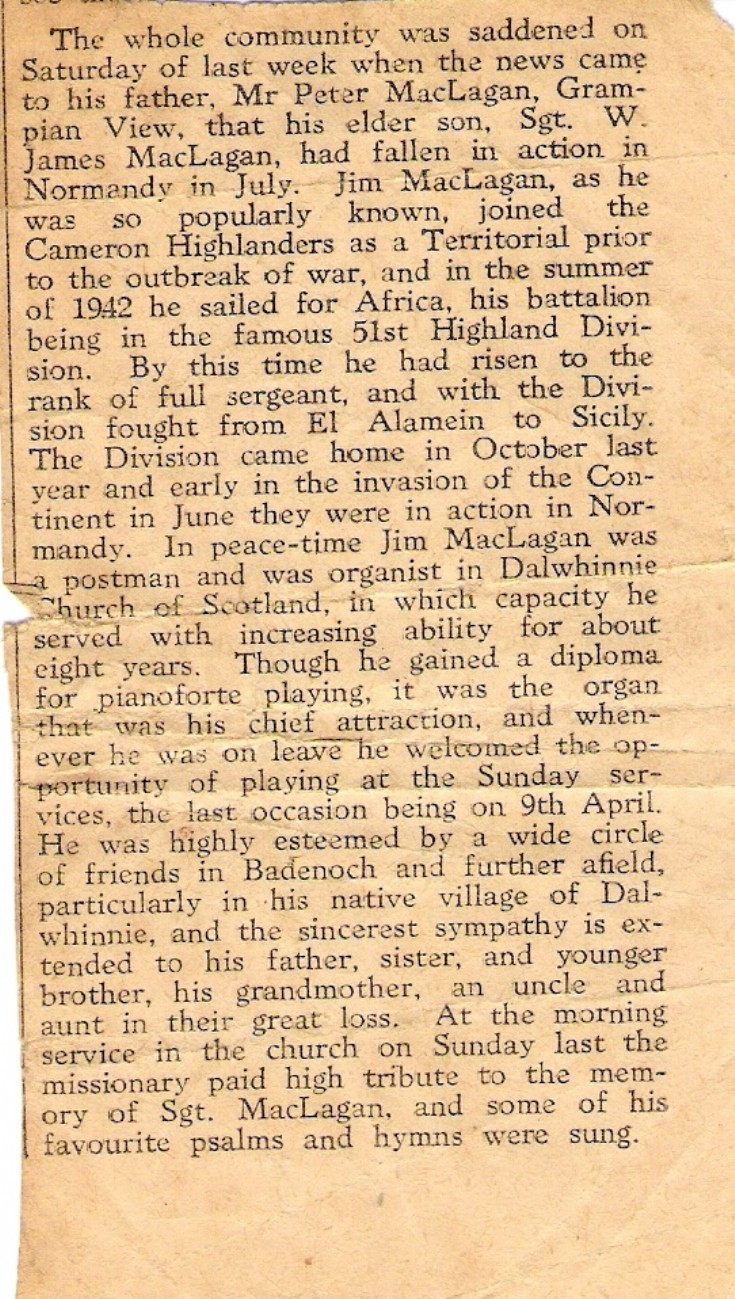 The whole community was saddened on
Saturday of last week when the news came
to his father, Mr Peter MacLagan, Gram-
pian View, that his elder son, Sgt. W.
James MacLagan, had fallen in action in
Normandy in July. Jim MacLagan, as he
was so popularly known, joined the
Cameron Highlanders as a Territorial prior
to the outbreak of war, and in the summer
of 1942 he sailed for Africa, his battalion
being in the famous 51st Highland Divi-
sion. By this time he had risen to the
rank of full sergeant, and with the Divi-
sion fought from El Alamein to Sicily.
The Division came home in October last
year and early in the invasion of the Con-
tinent in June they were in action in Nor-
mandy. In peace-time Jim MacLagan was
a postman and was organist in Dalwhinnie
Church of Scotland, in which capacity he
served with increasing ability for about
eight years. Though he gained a diploma
for pianoforte playing, it was the organ
that was his chief attraction, and when-
ever he was on leave he welcomed the op-
portunity of playing at the Sunday ser-
vices, the last occasion being on 9th April.
He was highly esteemed by a wide circle
of friends in Badenoch and further afield,
particularly in his native village of Dal-
whinnie, and the sincerest sympathy is ex-
tended to his father, sister, and younger
brother, his grandmother, an uncle and
aunt in their great loss. At the morning
service in the church on Sunday last the
missionary paid high tribute to the mem-
ory of Sgt. MacLagan, and some of his
favourite psalms and hymns were sung.